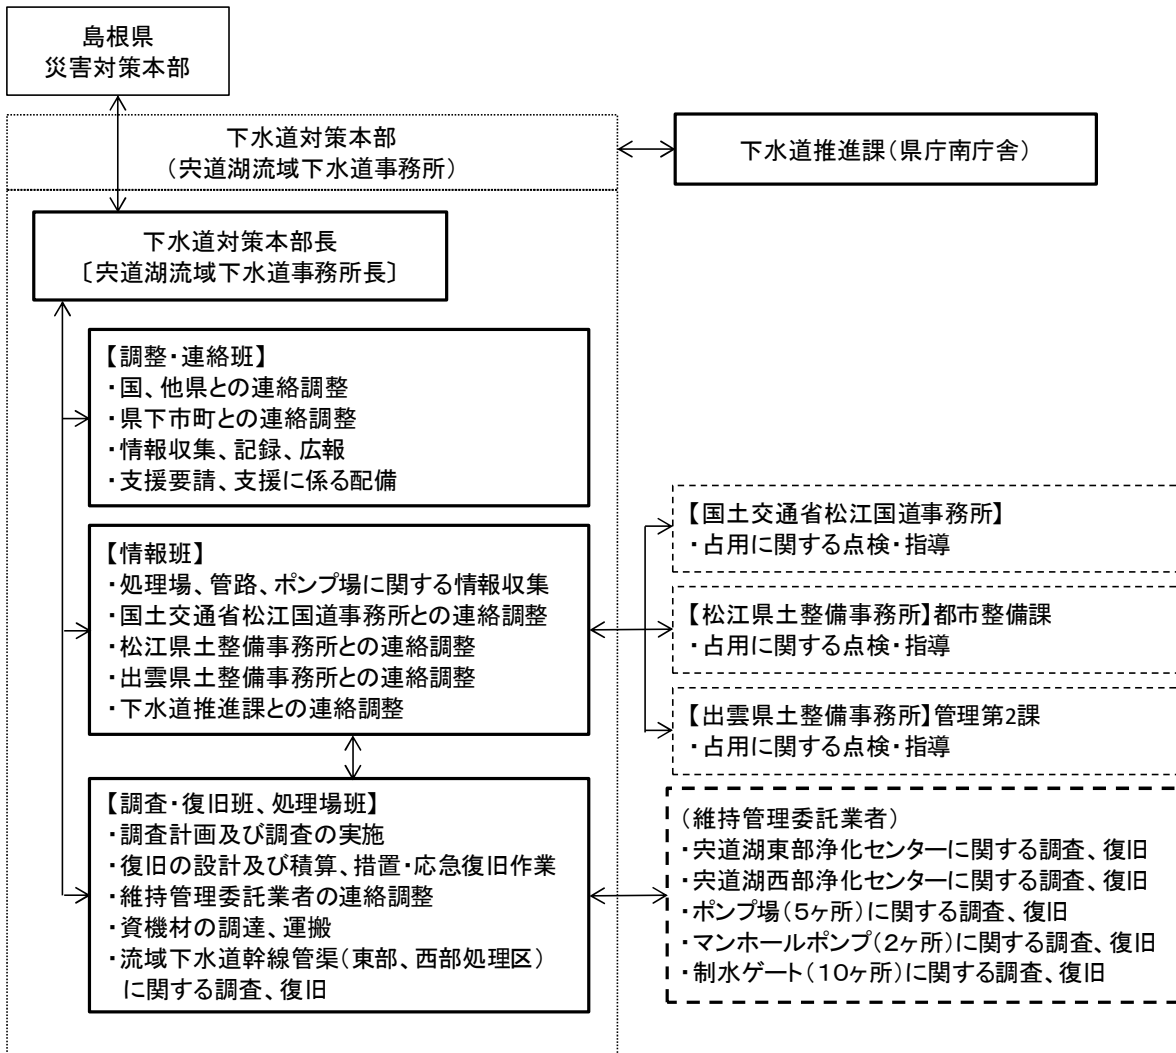 島根県
災害対策本部
下水道対策本部
(宍道湖流域下水道事務所)
下水道推進課(県庁南庁舎)
下水道対策本部長
〔宍道湖流域下水道事務所長〕
【調整・連絡班】
・国、他県との連絡調整
・県下市町との連絡調整
・情報収集、記録、広報
・支援要請、支援に係る配備
【情報班】
・処理場、管路、ポンプ場に関する情報収集
・国土交通省松江国道事務所との連絡調整
・松江県土整備事務所との連絡調整
・出雲県土整備事務所との連絡調整
・下水道推進課との連絡調整
【国土交通省松江国道事務所】
・占用に関する点検・指導
【松江県土整備事務所】都市整備課
・占用に関する点検・指導
【出雲県土整備事務所】管理第2課
・占用に関する点検・指導
【調査・復旧班、処理場班】
・調査計画及び調査の実施
・復旧の設計及び積算、措置・応急復旧作業
・維持管理委託業者の連絡調整
・資機材の調達、運搬
・流域下水道幹線管渠(東部、西部処理区)
に関する調査、復旧
(維持管理委託業者)
・宍道湖東部浄化センターに関する調査、復旧
・宍道湖西部浄化センターに関する調査、復旧
・ポンプ場(5ヶ所)に関する調査、復旧
・マンホールポンプ(2ヶ所)に関する調査、復旧
・制水ゲート(10ヶ所)に関する調査、復旧